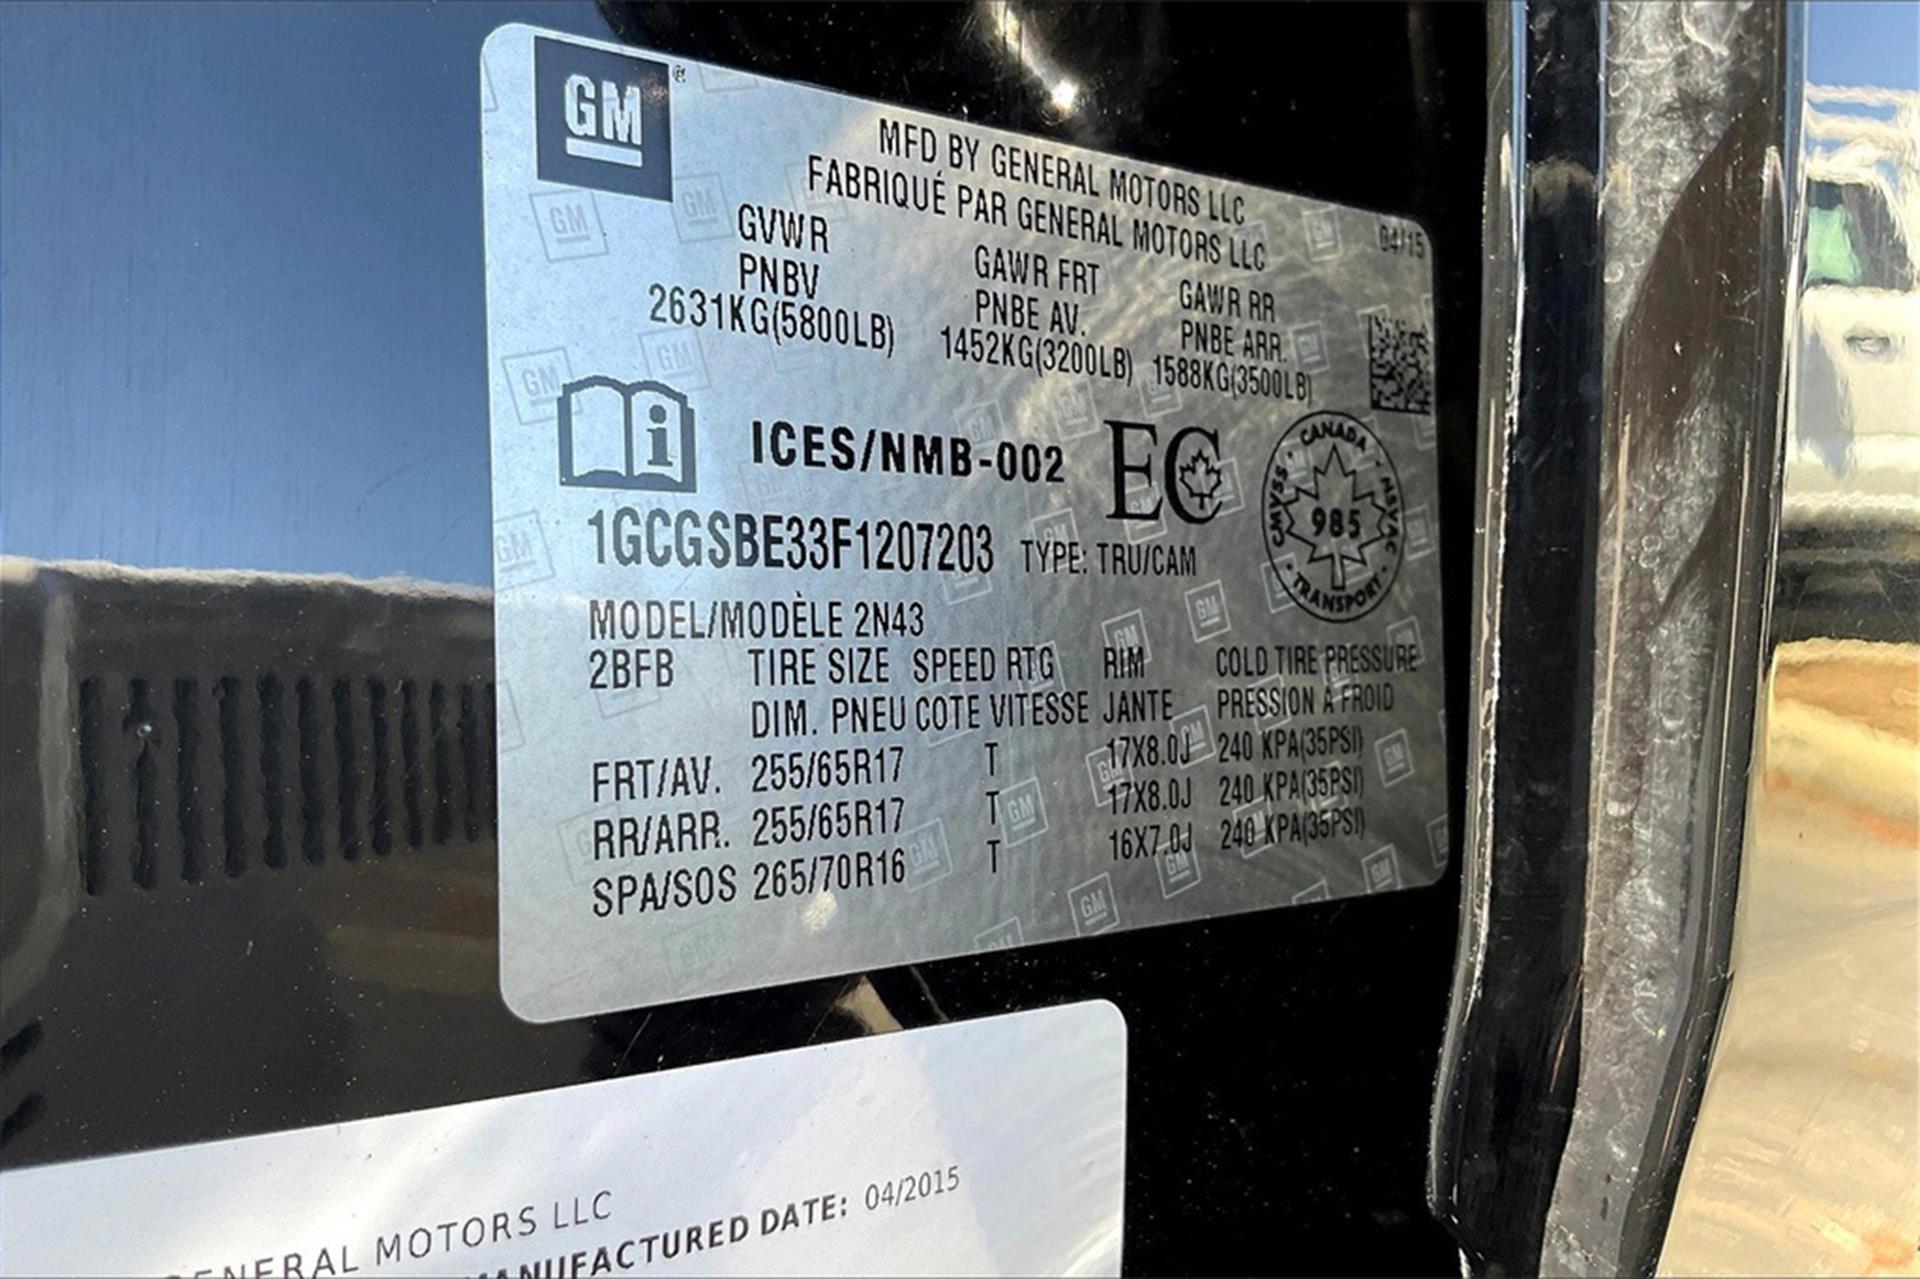 GM
MFD BY GENERAL MOTORS LLC
FABRIQUÉ PAR GENERAL MOTORS LLC
04/15
GVWR GAWR FRT GAWR RR
PNBV PNBE AV. PNBE ARR.
2631KG(5800LB) 1452KG(3200LB) 1588KG(3500LB)
i ICES/NMB-002 EC
CANADA · NSVAC · TRANSPORT · CMVSS ·
985
1GCGSBE33F1207203 TYPE: TRU/CAM
MODEL/MODÈLE 2N43
2BFB TIRE SIZE SPEED RTG RIM COLD TIRE PRESSURE
DIM. PNEU COTE VITESSE JANTE PRESSION À FROID
FRT/AV. 255/65R17 T 17X8.0J 240 KPA(35PSI)
RR/ARR. 255/65R17 T 17X8.0J 240 KPA(35PSI)
SPA/SOS 265/70R16 T 16X7.0J 240 KPA(35PSI)
GENERAL MOTORS LLC
MANUFACTURED DATE: 04/2015